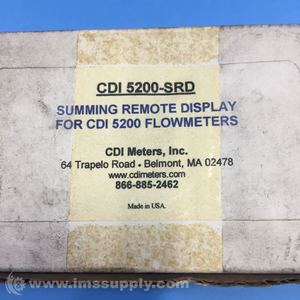 CDI 5200-SRD
SUMMING REMOTE DISPLAY
FOR CDI 5200 FLOWMETERS
CDI Meters, Inc.
64 Trapelo Road • Belmont, MA 02478
www.cdimeters.com
866-885-2462
Made in USA.
© www.imssupply.com